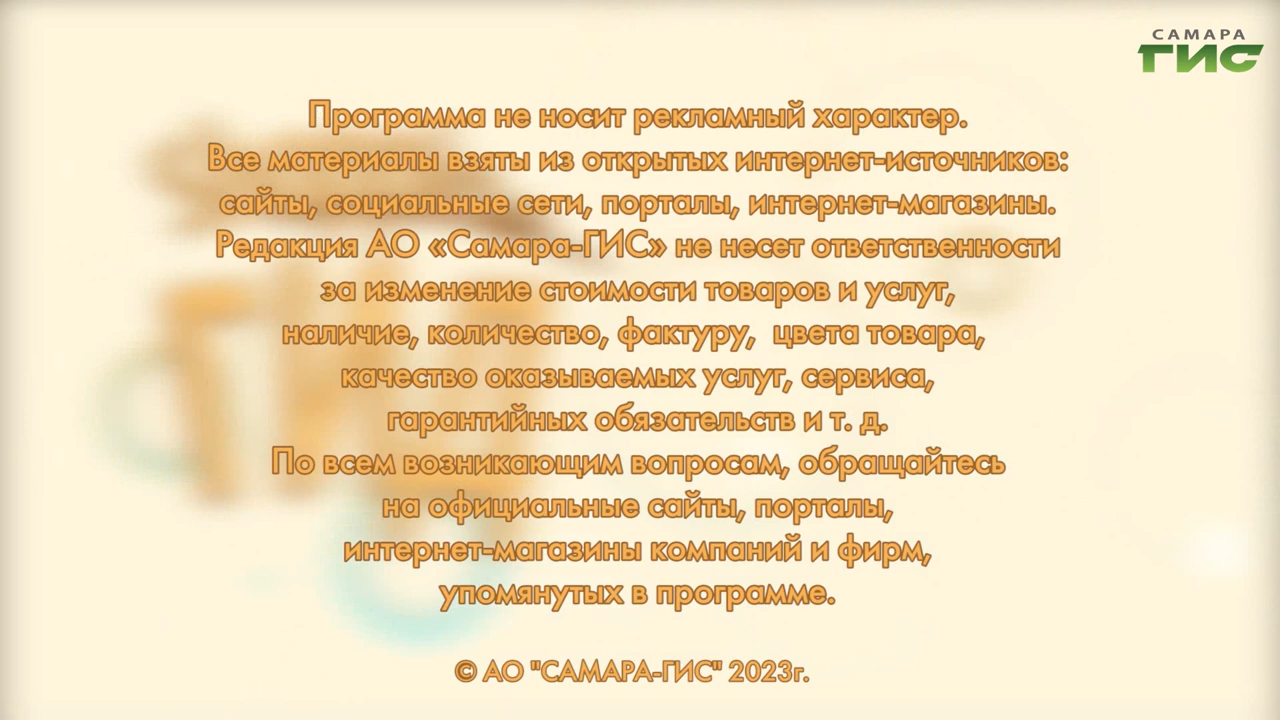 САМАРА
ГИС
Программа не носит рекламный характер.
Все материалы взяты из открытых интернет-источников:
сайты, социальные сети, порталы, интернет-магазины.
Редакция АО «Самара-ГИС» не несет ответственности
за изменение стоимости товаров и услуг,
наличие, количество, фактуру,  цвета товара,
качество оказываемых услуг, сервиса,
гарантийных обязательств и т. д.
По всем возникающим вопросам, обращайтесь
на официальные сайты, порталы,
интернет-магазины компаний и фирм,
упомянутых в программе.
© АО "САМАРА-ГИС" 2023г.